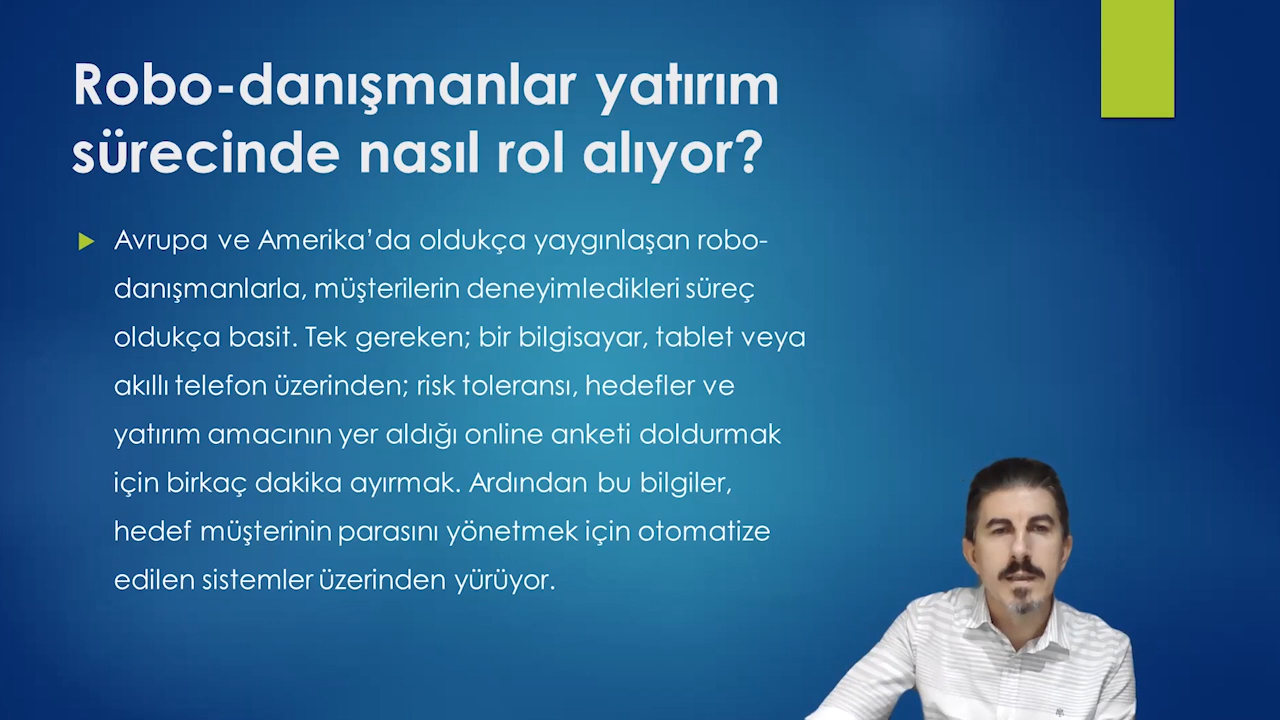 Robo-danışmanlar yatırım
sürecinde nasıl rol alıyor?
Avrupa ve Amerika’da oldukça yaygınlaşan robo-
danışmanlarla, müşterilerin deneyimledikleri süreç
oldukça basit. Tek gereken; bir bilgisayar, tablet veya
akıllı telefon üzerinden; risk toleransı, hedefler ve
yatırım amacının yer aldığı online anketi doldurmak
için birkaç dakika ayırmak. Ardından bu bilgiler,
hedef müşterinin parasını yönetmek için otomatize
edilen sistemler üzerinden yürüyor.